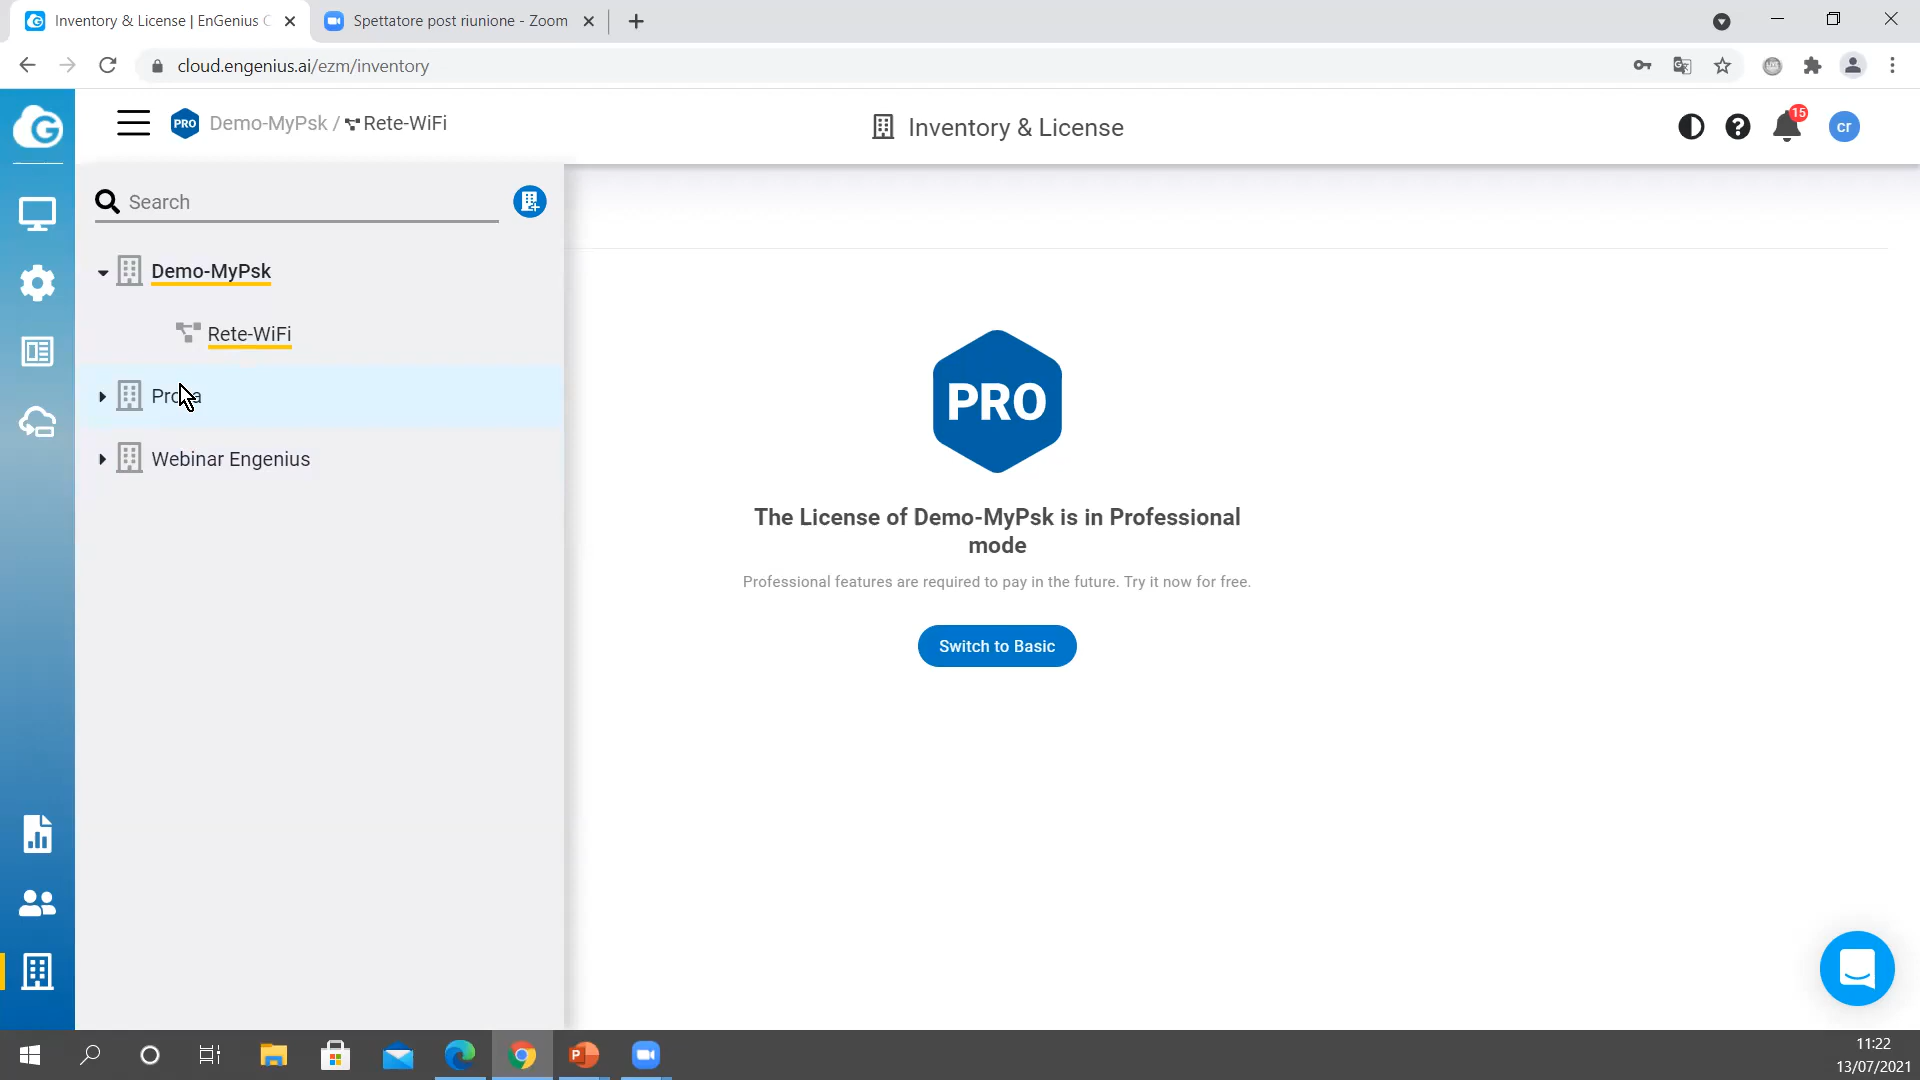 Inventory & License | EnGenius C
Spettatore post riunione - Zoom
cloud.engenius.ai/ezm/inventory
PRO Demo-MyPsk / Rete-WiFi
Inventory & License
15
cr
Search
Demo-MyPsk
Rete-WiFi
Webinar Engenius
PRO
The License of Demo-MyPsk is in Professional
mode
Professional features are required to pay in the future. Try it now for free.
Switch to Basic
11:22
13/07/2021